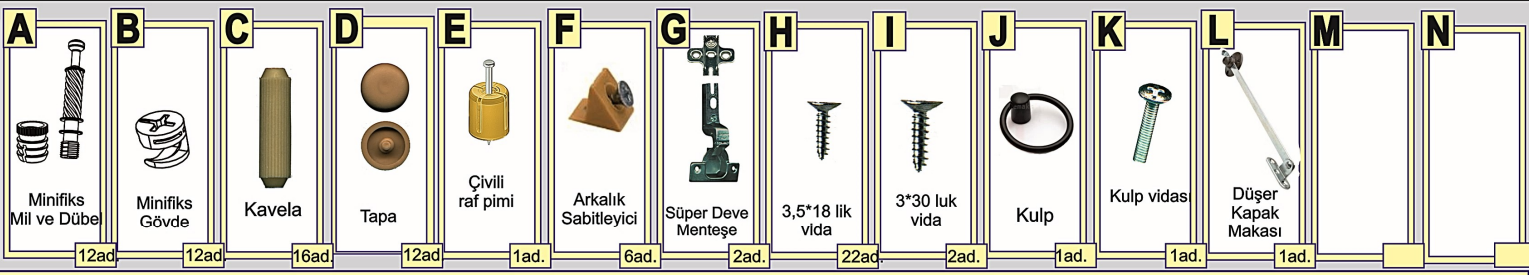 A
Minifiks
Mil ve Dübel
12ad.
B
Minifiks
Gövde
12ad.
C
Kavela
16ad.
D
Tapa
12ad
E
Çivili
raf pimi
1ad.
F
Arkalık
Sabitleyici
6ad.
G
Süper Deve
Menteşe
2ad.
H
3,5*18 lik
vida
22ad.
I
3*30 luk
vida
2ad.
J
Kulp
1ad.
K
Kulp vidası
1ad.
L
Düşer
Kapak
Makası
1ad.
M
N